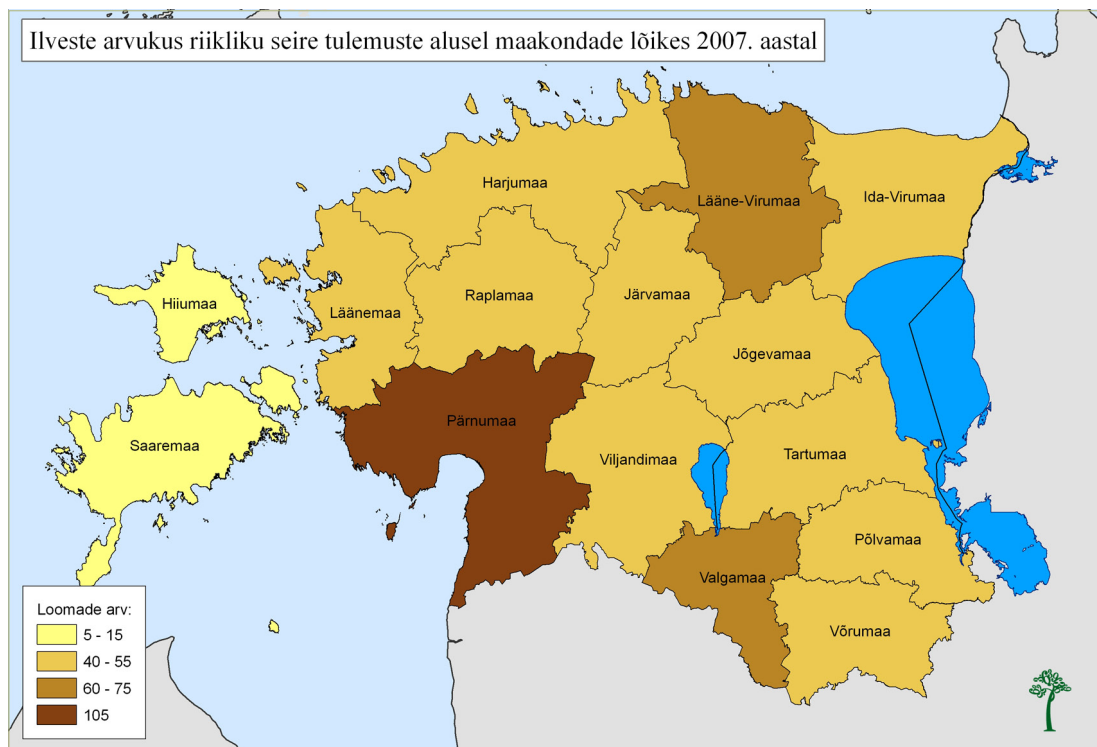 Ilveste arvukus riikliku seire tulemuste alusel maakondade lõikes 2007. aastal
Harjumaa
Lääne-Virumaa
Ida-Virumaa
Hiiumaa
Läänemaa
Raplamaa
Järvamaa
Jõgevamaa
Saaremaa
Pärnumaa
Viljandimaa
Tartumaa
Põlvamaa
Valgamaa
Võrumaa
Loomade arv:
5 - 15
40 - 55
60 - 75
105